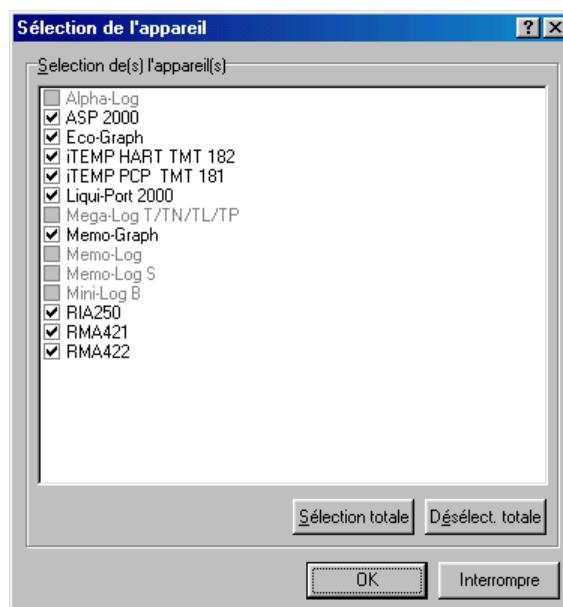 Sélection de l'appareil
Selection de(s) l'appareil(s)
Alpha-Log
ASP 2000
Eco-Graph
iTEMP HART TMT 182
iTEMP PCP TMT 181
Liqui-Port 2000
Mega-Log T/TN/TL/TP
Memo-Graph
Memo-Log
Memo-Log S
Mini-Log B
RIA250
RMA421
RMA422
Sélection totale Désélect. totale
OK Interrompre